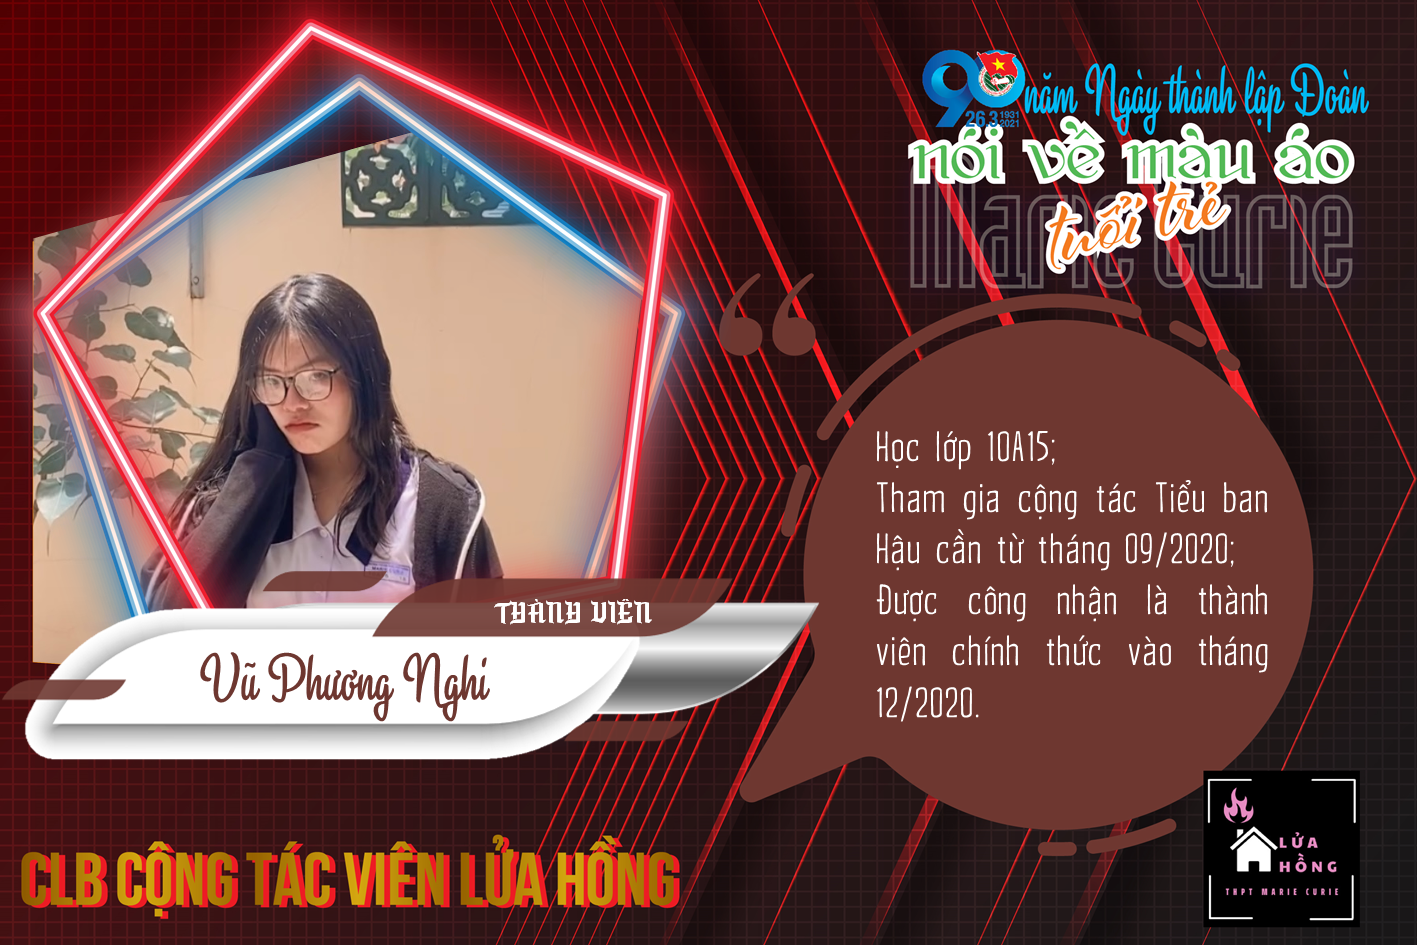 90 năm Ngày thành lập Đoàn
26.3 1931 2021
nói về màu áo
Marie Curie
tuổi trẻ
Học lớp 10A15;
Tham gia cộng tác Tiểu ban
Hậu cần từ tháng 09/2020;
Được công nhận là thành
viên chính thức vào tháng
12/2020.
THÀNH VIÊN
Vũ Phương Nghi
CLB CỘNG TÁC VIÊN LỬA HỒNG
LỬA
HỒNG
THPT MARIE CURIE